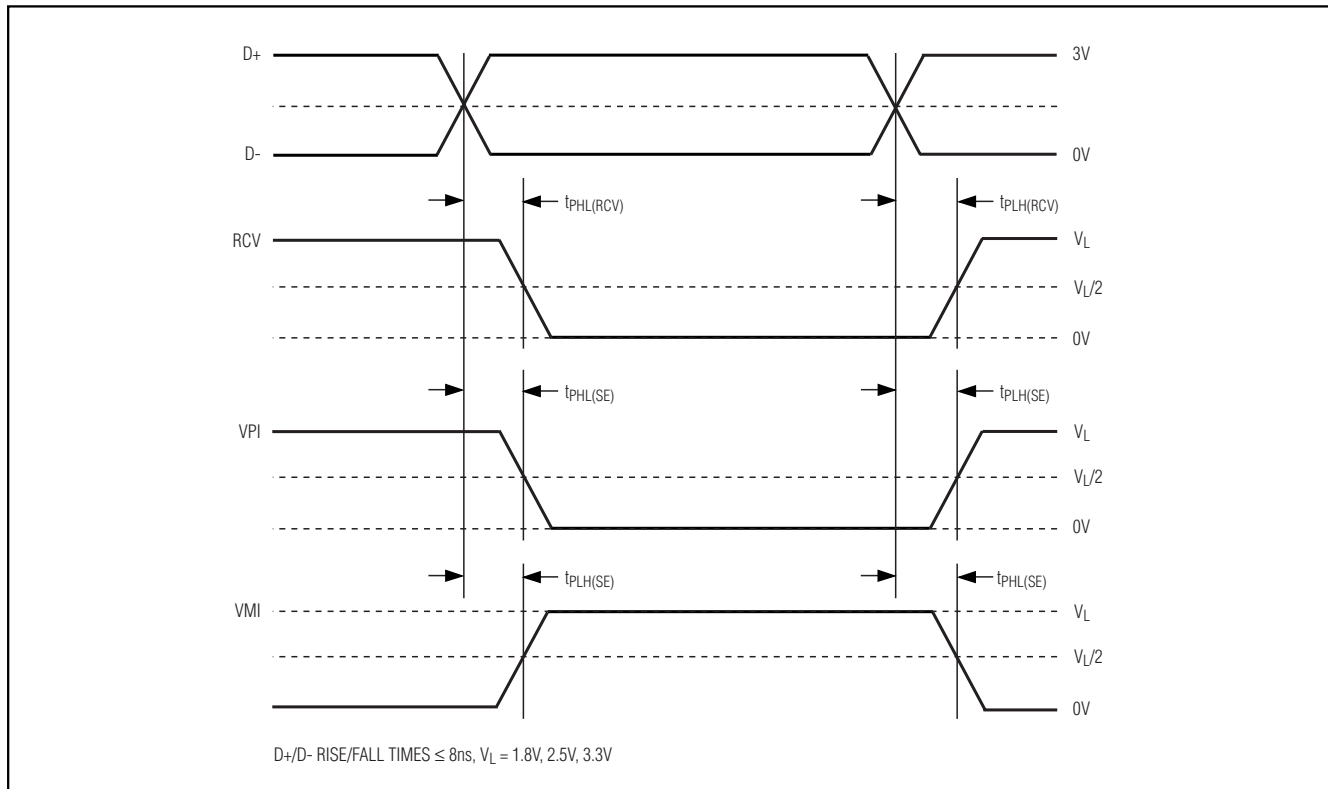 D+ 3V
D- 0V
tPHL(RCV) tPLH(RCV)
RCV VL
VL/2
0V
tPHL(SE) tPLH(SE)
VPI VL
VL/2
0V
tPLH(SE) tPHL(SE)
VMI VL
VL/2
0V
D+/D- RISE/FALL TIMES ≤ 8ns, VL = 1.8V, 2.5V, 3.3V